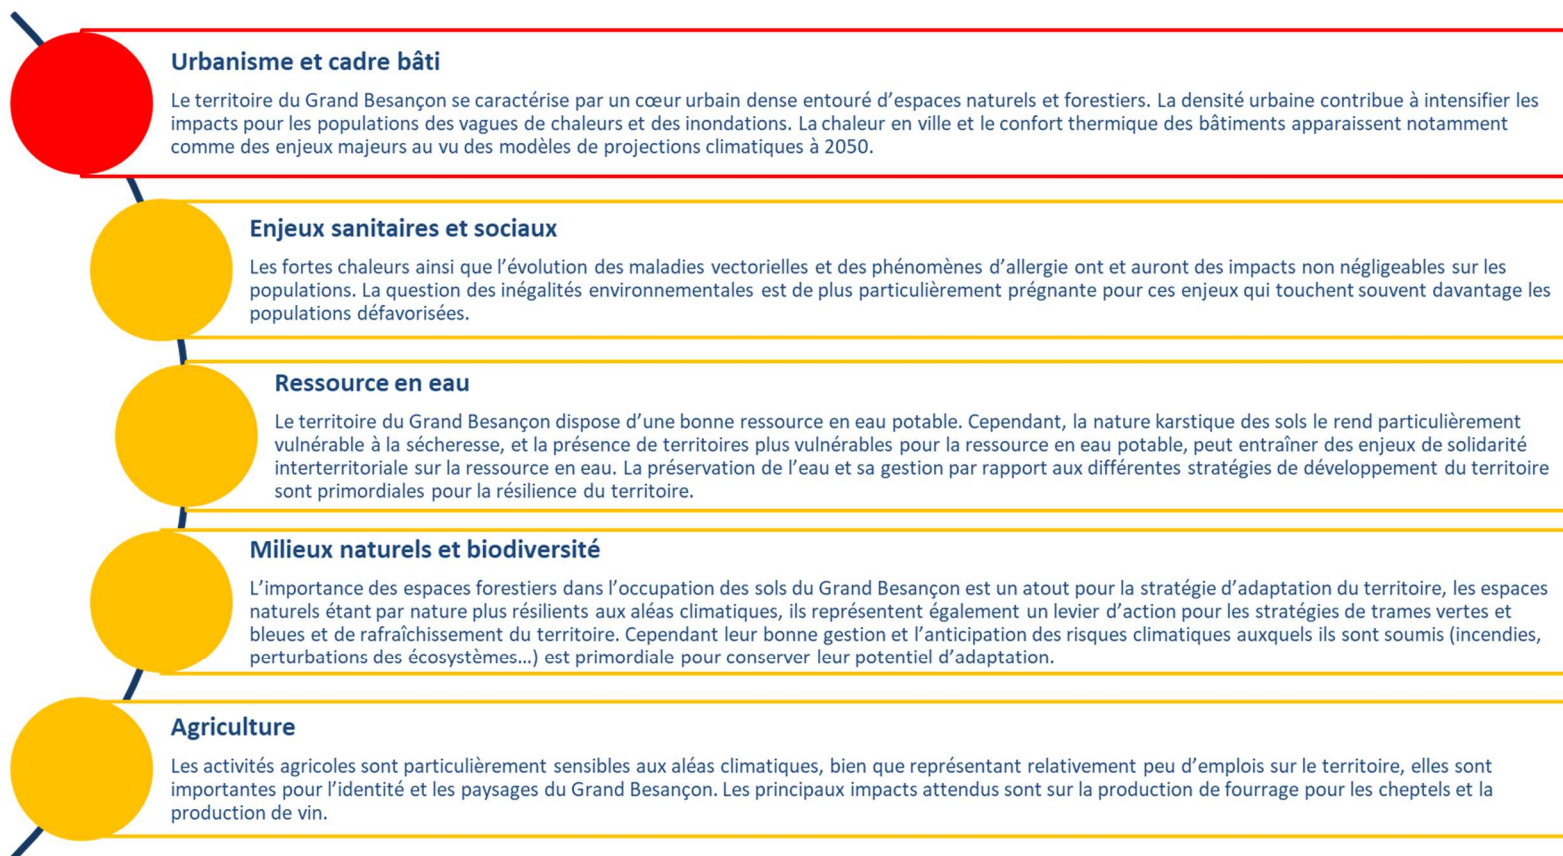 Urbanisme et cadre bâti
Le territoire du Grand Besançon se caractérise par un cœur urbain dense entouré d’espaces naturels et forestiers. La densité urbaine contribue à intensifier les
impacts pour les populations des vagues de chaleurs et des inondations. La chaleur en ville et le confort thermique des bâtiments apparaissent notamment
comme des enjeux majeurs au vu des modèles de projections climatiques à 2050.
Enjeux sanitaires et sociaux
Les fortes chaleurs ainsi que l’évolution des maladies vectorielles et des phénomènes d’allergie ont et auront des impacts non négligeables sur les
populations. La question des inégalités environnementales est de plus particulièrement prégnante pour ces enjeux qui touchent souvent davantage les
populations défavorisées.
Ressource en eau
Le territoire du Grand Besançon dispose d’une bonne ressource en eau potable. Cependant, la nature karstique des sols le rend particulièrement
vulnérable à la sécheresse, et la présence de territoires plus vulnérables pour la ressource en eau potable, peut entraîner des enjeux de solidarité
interterritoriale sur la ressource en eau. La préservation de l’eau et sa gestion par rapport aux différentes stratégies de développement du territoire
sont primordiales pour la résilience du territoire.
Milieux naturels et biodiversité
L’importance des espaces forestiers dans l’occupation des sols du Grand Besançon est un atout pour la stratégie d’adaptation du territoire, les espaces
naturels étant par nature plus résilients aux aléas climatiques, ils représentent également un levier d’action pour les stratégies de trames vertes et
bleues et de rafraîchissement du territoire. Cependant leur bonne gestion et l’anticipation des risques climatiques auxquels ils sont soumis (incendies,
perturbations des écosystèmes…) est primordiale pour conserver leur potentiel d’adaptation.
Agriculture
Les activités agricoles sont particulièrement sensibles aux aléas climatiques, bien que représentant relativement peu d’emplois sur le territoire, elles sont
importantes pour l’identité et les paysages du Grand Besançon. Les principaux impacts attendus sont sur la production de fourrage pour les cheptels et la
production de vin.